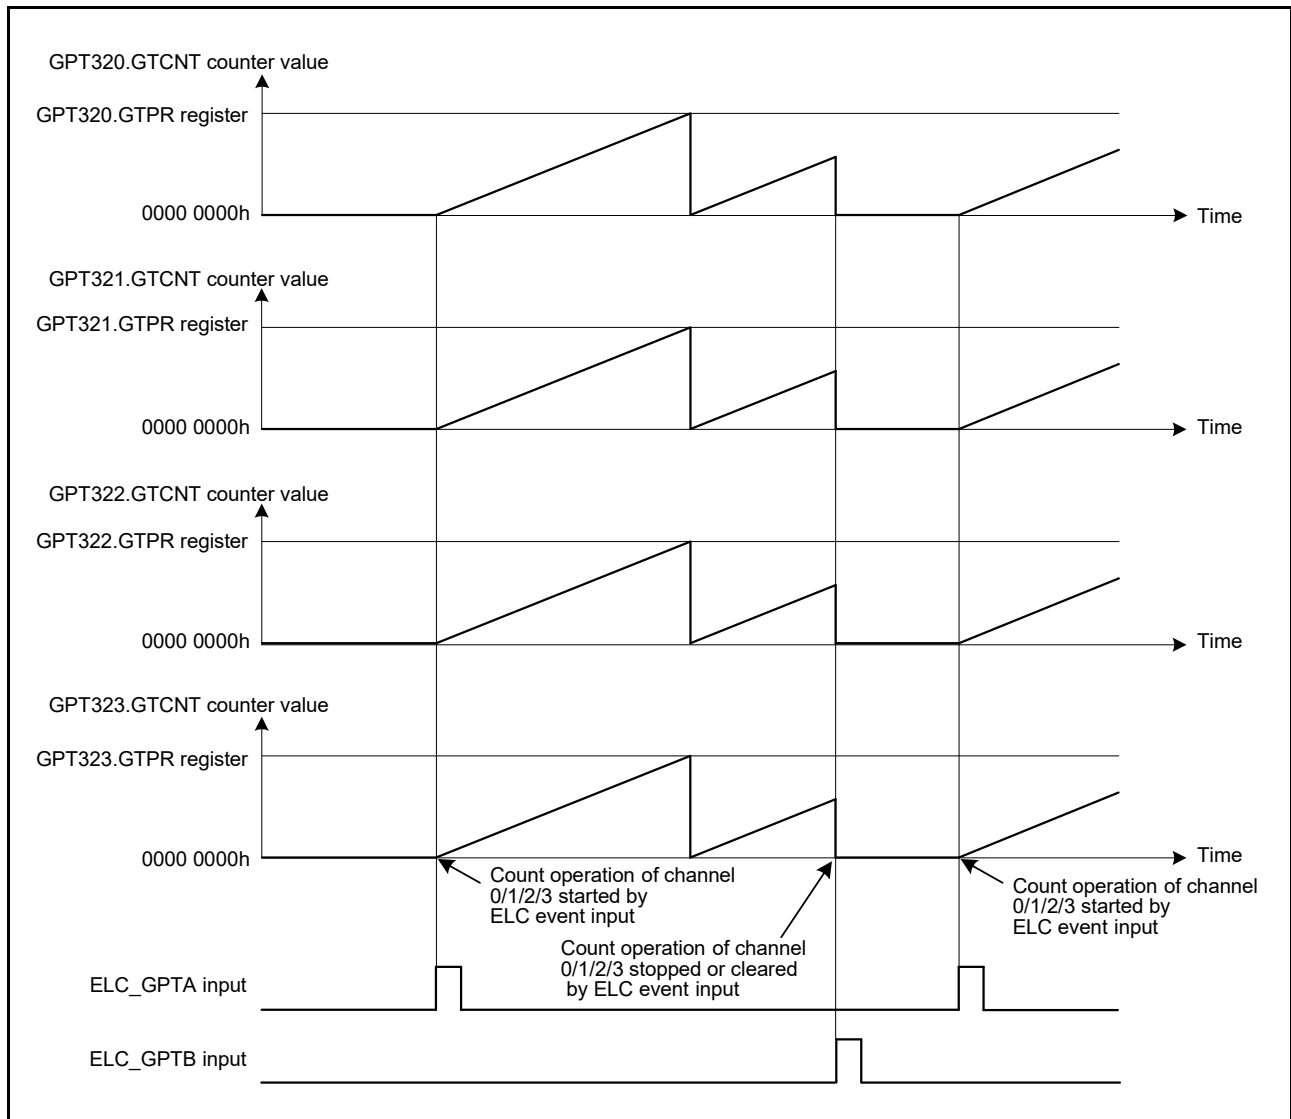 GPT320.GTCNT counter value
GPT320.GTPR register
0000 0000h
Time
GPT321.GTCNT counter value
GPT321.GTPR register
0000 0000h
Time
GPT322.GTCNT counter value
GPT322.GTPR register
0000 0000h
Time
GPT323.GTCNT counter value
GPT323.GTPR register
0000 0000h
Time
Count operation of channel
0/1/2/3 started by
ELC event input
Count operation of channel
0/1/2/3 stopped or cleared
by ELC event input
Count operation of channel
0/1/2/3 started by
ELC event input
ELC_GPTA input
ELC_GPTB input